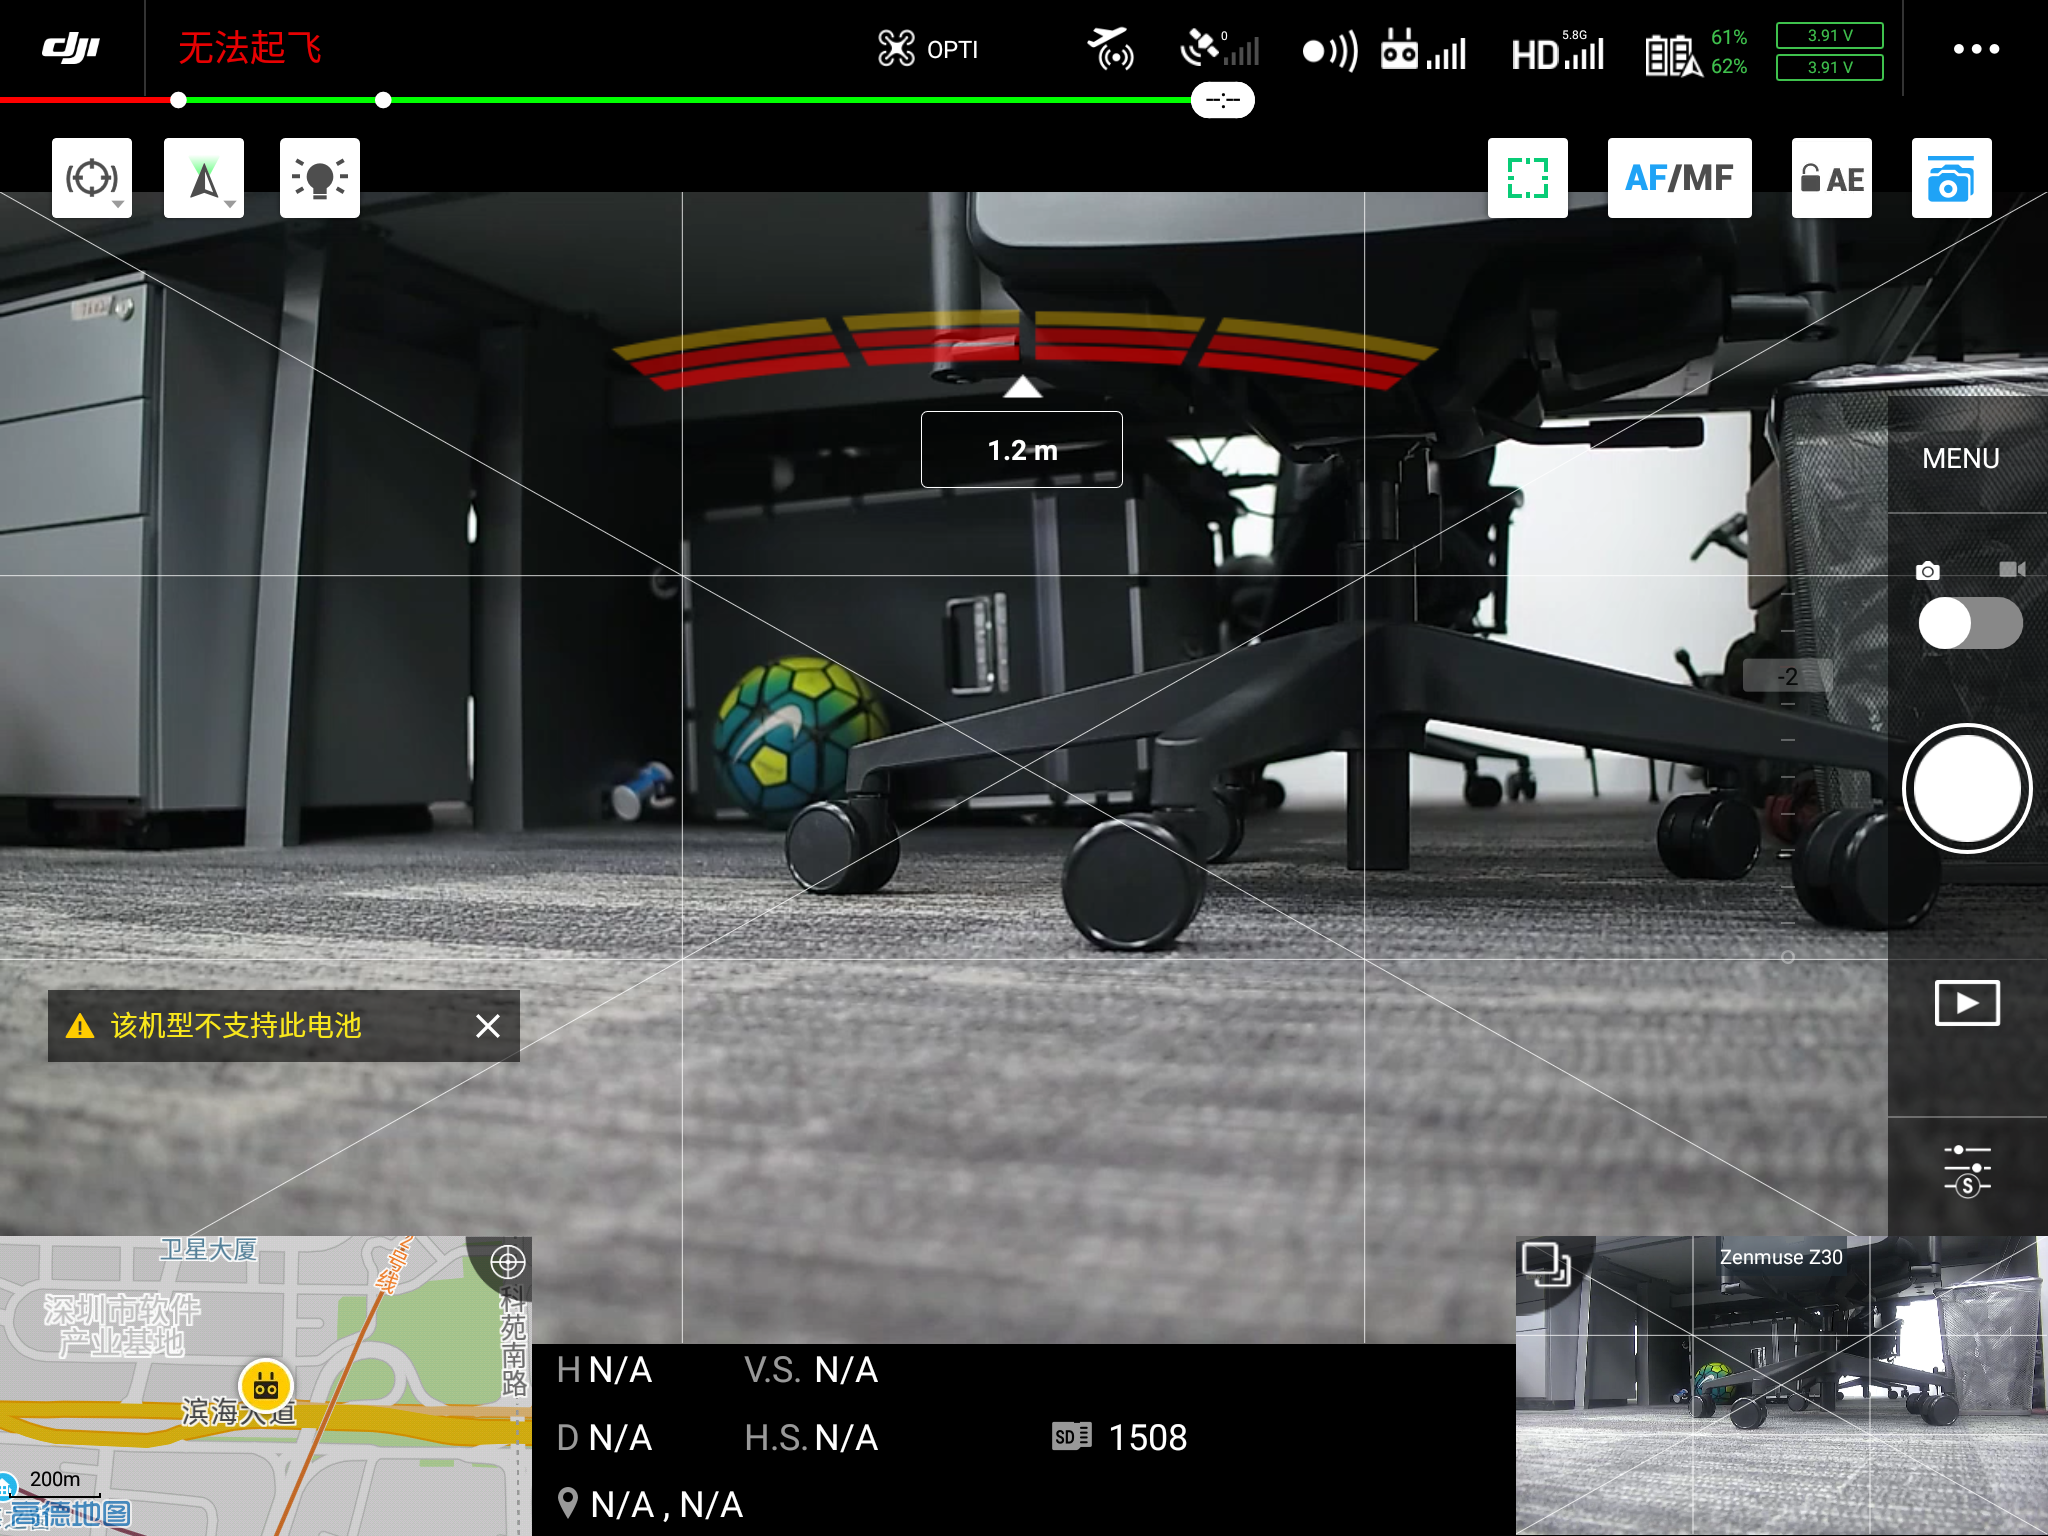 dji
无法起飞
OPTI
0
HD
5.8G
61%
62%
3.91 V
3.91 V
--:--
AF/MF
AE
1.2 m
MENU
-2
该机型不支持此电池
S
卫星大厦
2号线
深圳市软件
产业基地
科苑南路
滨海大道
200m
高德地图
H N/A
V.S. N/A
D N/A
H.S. N/A
SD
1508
N/A , N/A
Zenmuse Z30